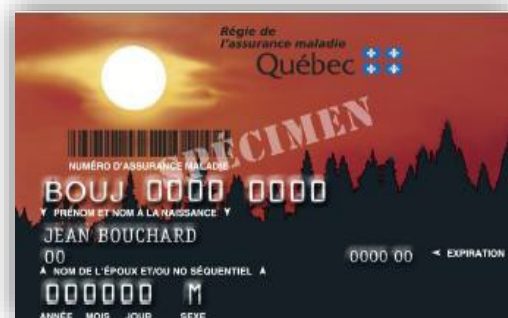 Régie de
l'assurance maladie
Québec
SPÉCIMEN
NUMÉRO D'ASSURANCE MALADIE
BOUJ 0000 0000
PRÉNOM ET NOM À LA NAISSANCE
JEAN BOUCHARD
00
0000 00 EXPIRATION
NOM DE L'ÉPOUX ET/OU NO SÉQUENTIEL
000000 M
ANNÉE MOIS JOUR SEXE